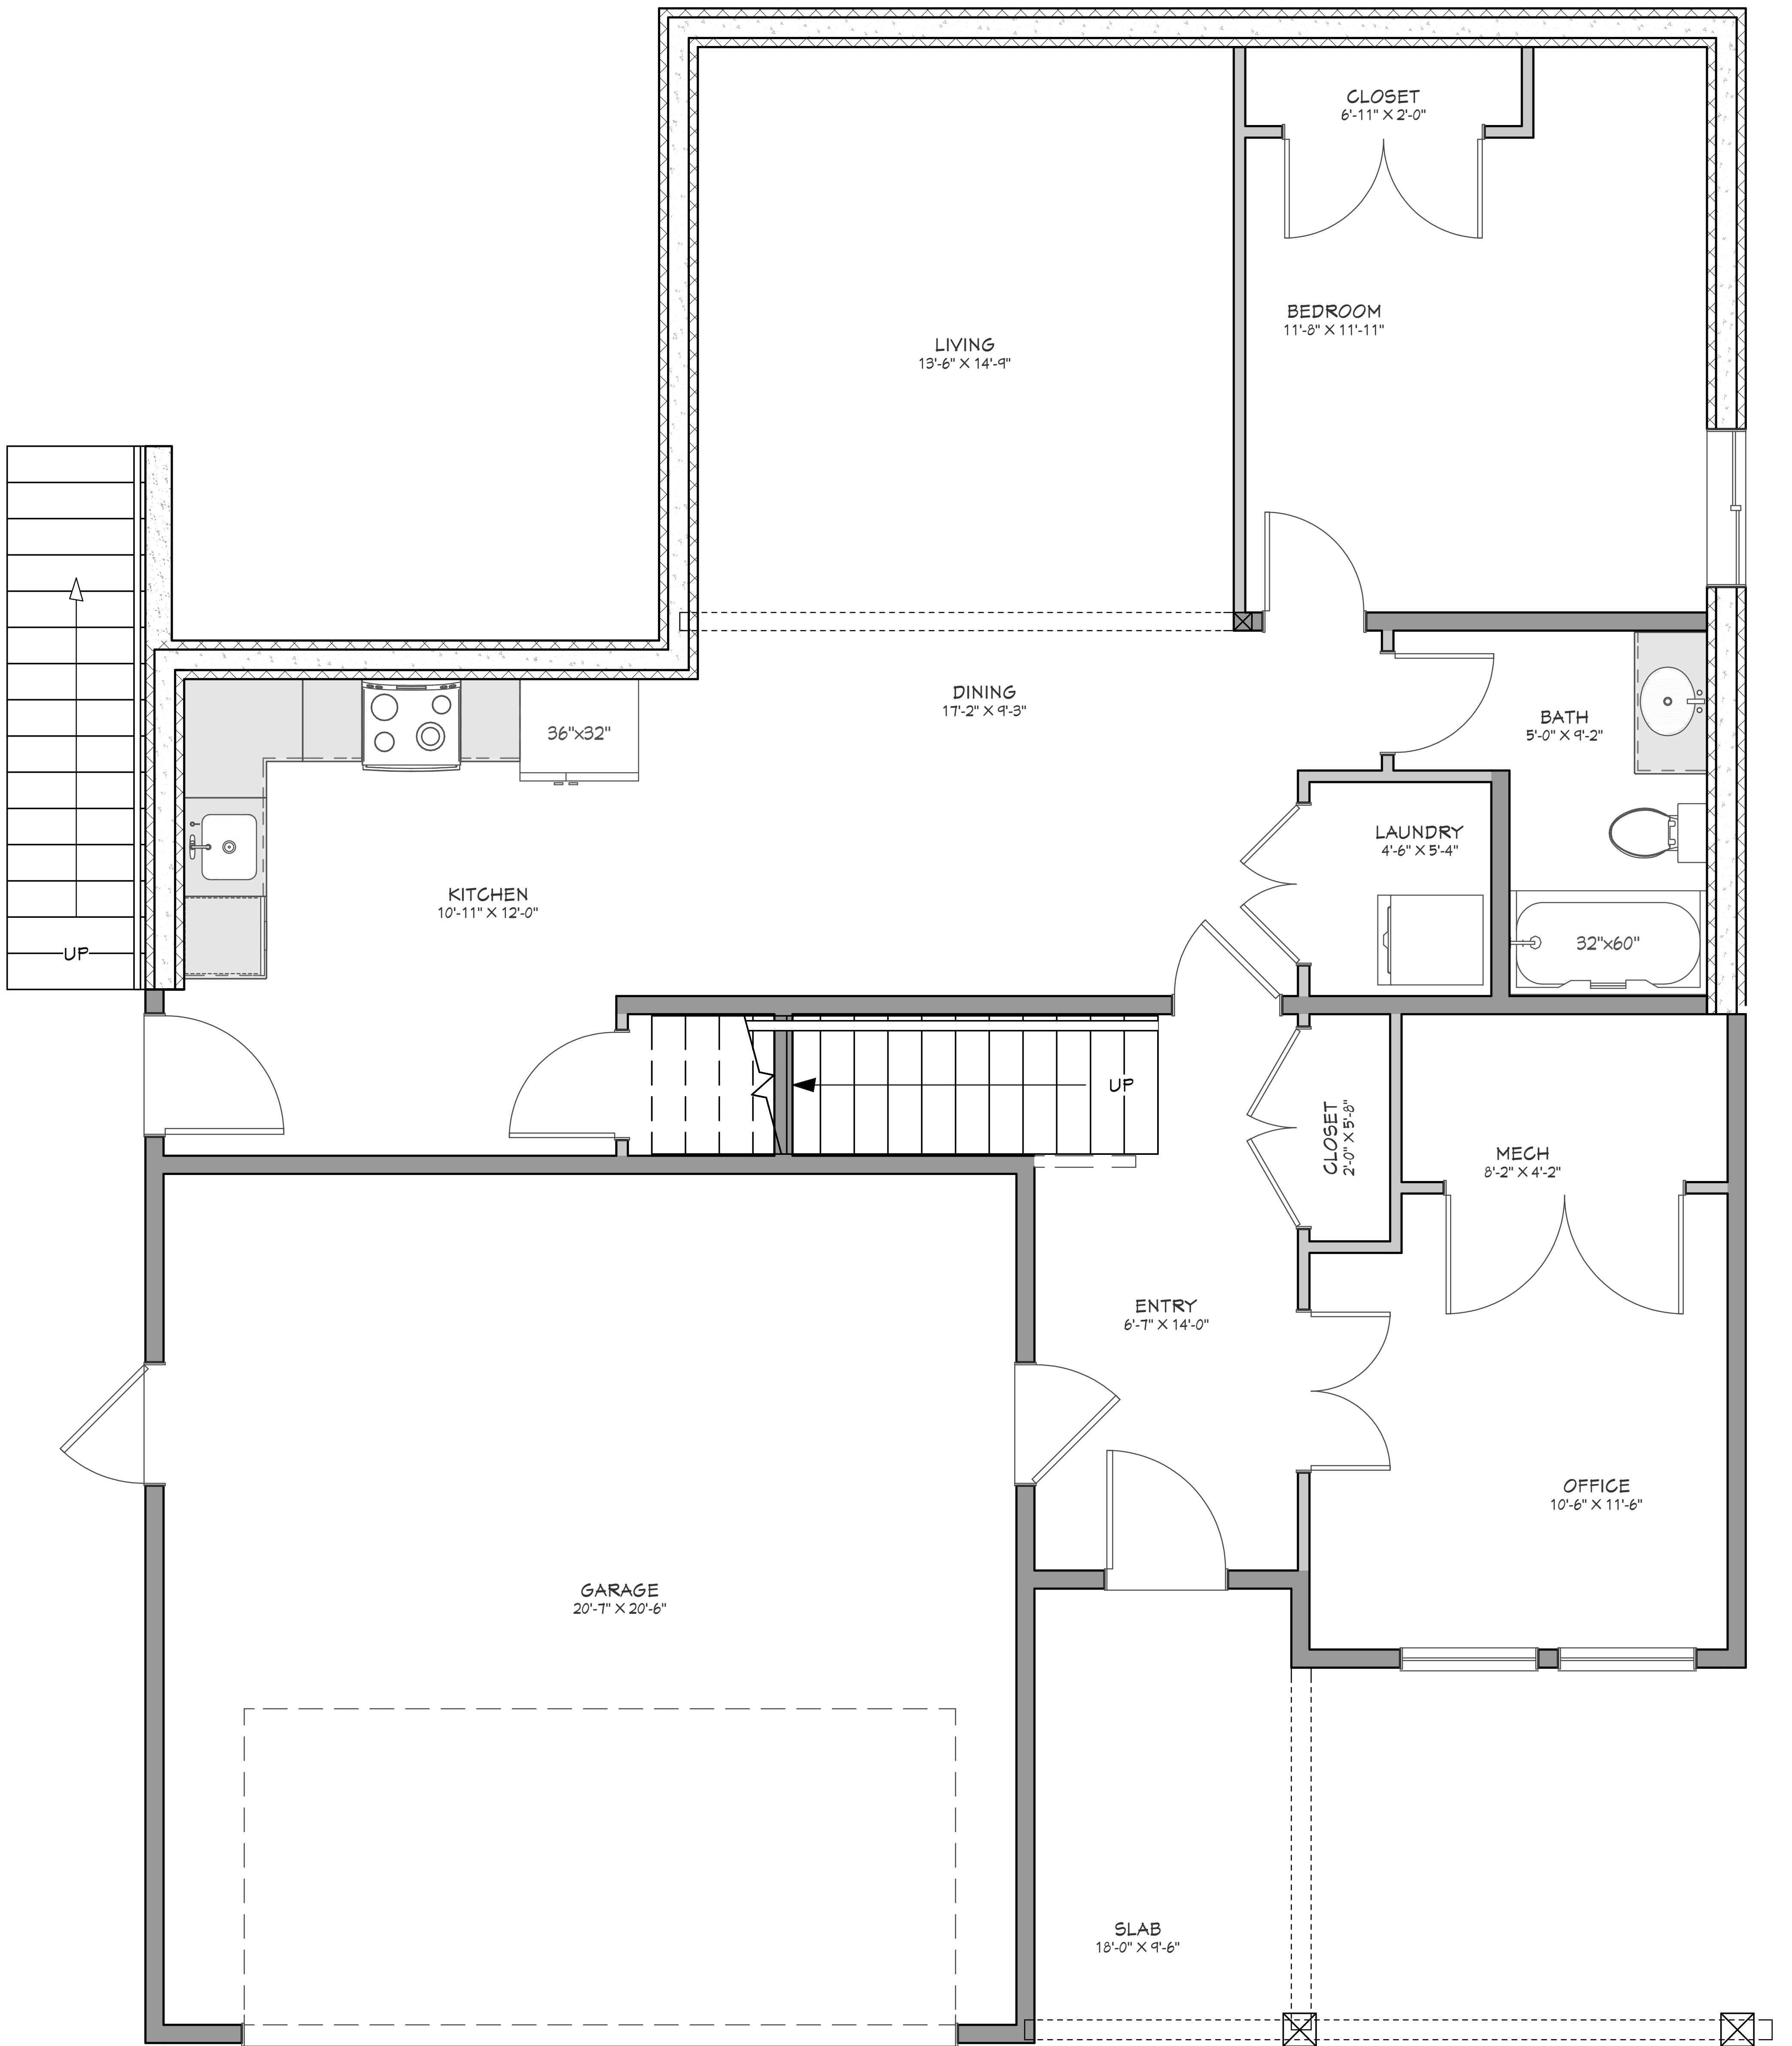 CLOSET
6'-11" X 2'-0"
BEDROOM
11'-8" X 11'-11"
LIVING
13'-6" X 14'-9"
DINING
17'-2" X 9'-3"
BATH
5'-0" X 9'-2"
36"x32"
LAUNDRY
4'-6" X 5'-4"
KITCHEN
10'-11" X 12'-0"
32"x60"
UP
UP
CLOSET
2'-0" X 5'-8"
MECH
8'-2" X 4'-2"
ENTRY
6'-7" X 14'-0"
OFFICE
10'-6" X 11'-6"
GARAGE
20'-7" X 20'-6"
SLAB
18'-0" X 9'-6"